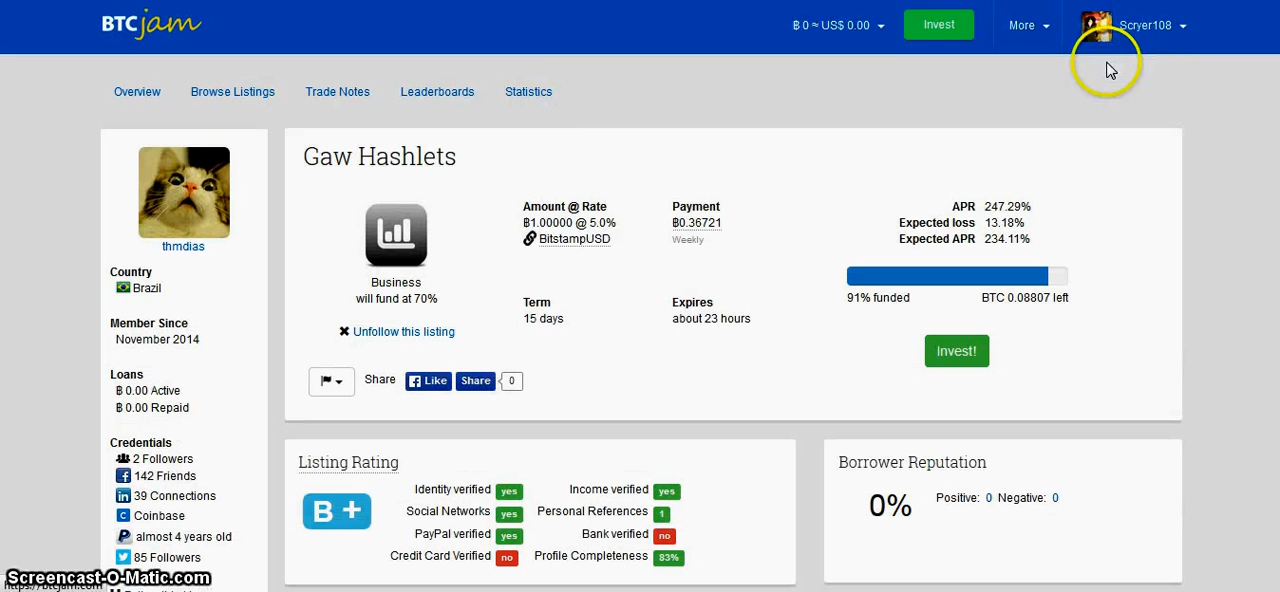 BTCjam
฿ 0 ≈ US$ 0.00
Invest
More
Scryer108
Overview
Browse Listings
Trade Notes
Leaderboards
Statistics
thmdias
Country
Brazil
Member Since
November 2014
Loans
฿ 0.00 Active
฿ 0.00 Repaid
Credentials
2 Followers
142 Friends
39 Connections
Coinbase
almost 4 years old
85 Followers
Gaw Hashlets
Business
will fund at 70%
Unfollow this listing
Amount @ Rate
฿1.00000 @ 5.0%
BitstampUSD
Payment
฿0.36721
Weekly
Term
15 days
Expires
about 23 hours
APR 247.29%
Expected loss 13.18%
Expected APR 234.11%
91% funded
BTC 0.08807 left
Invest!
Share
Like
Share
0
Listing Rating
B +
Identity verified yes
Social Networks yes
PayPal verified yes
Credit Card Verified no
Income verified yes
Personal References 1
Bank verified no
Profile Completeness 83%
Borrower Reputation
0%
Positive: 0 Negative: 0
Screencast-O-Matic.com